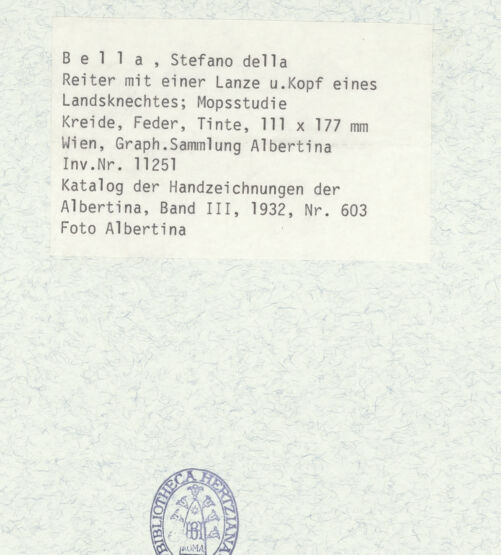 B e l l a , Stefano della
Reiter mit einer Lanze u.Kopf eines
Landsknechtes; Mopsstudie
Kreide, Feder, Tinte, 111 x 177 mm
Wien, Graph.Sammlung Albertina
Inv.Nr. 11251
Katalog der Handzeichnungen der
Albertina, Band III, 1932, Nr. 603
Foto Albertina
BIBLIOTHECA HERTZIANA
ROMA